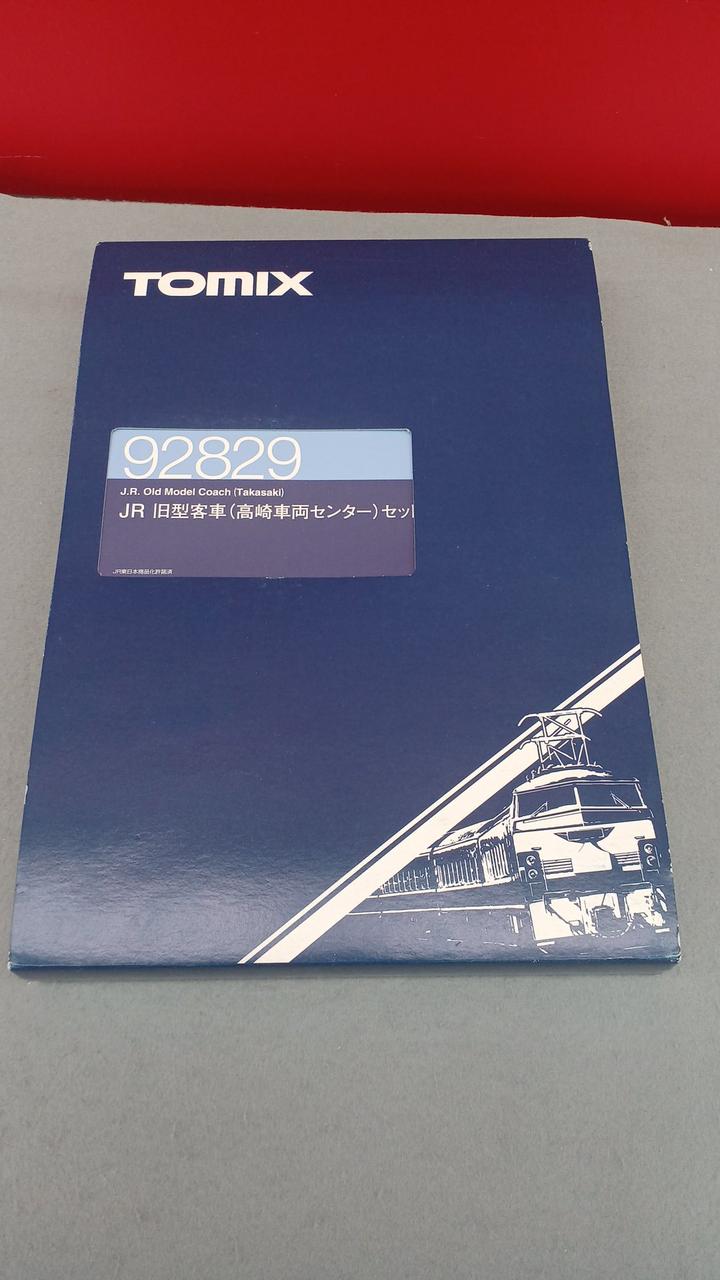 TOMIX
92829
J.R. Old Model Coach (Takasaki)
JR 旧型客車(高崎車両センター)セッ
JR東日本商品化許諾済